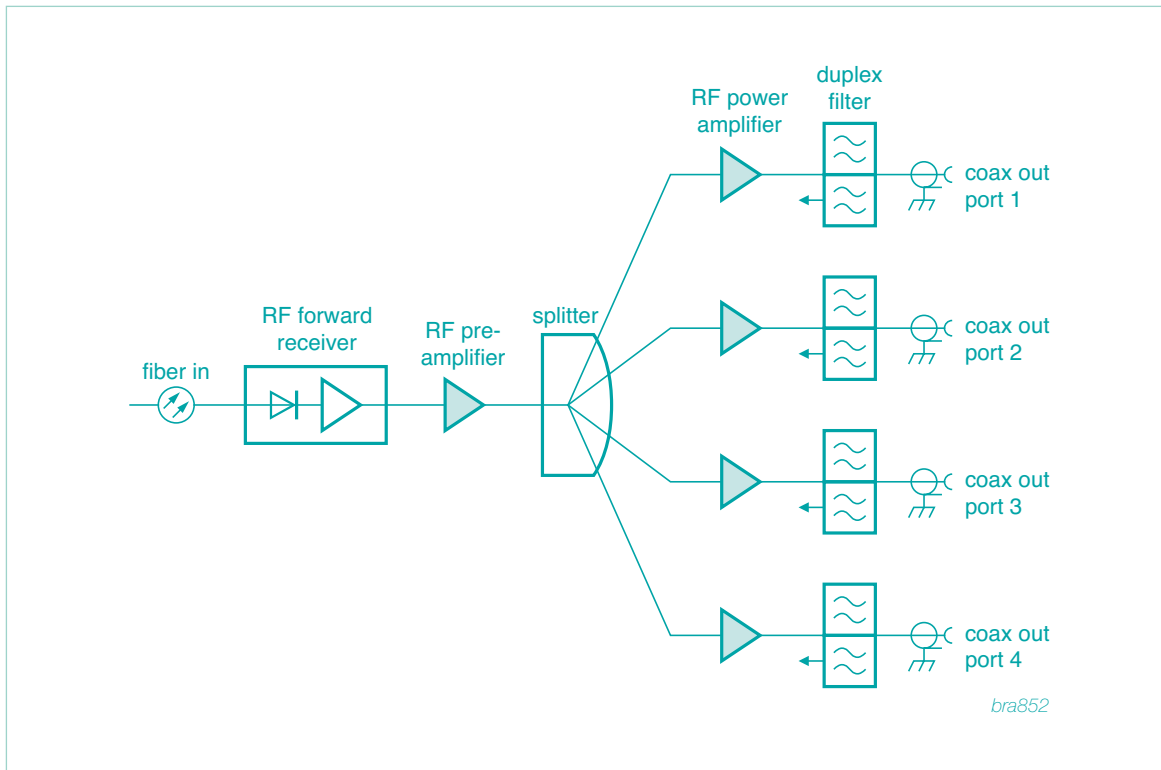 duplex
filter
RF power
amplifier
coax out
port 1
RF forward
receiver
RF pre-
amplifier
splitter
coax out
port 2
fiber in
coax out
port 3
coax out
port 4
bra852